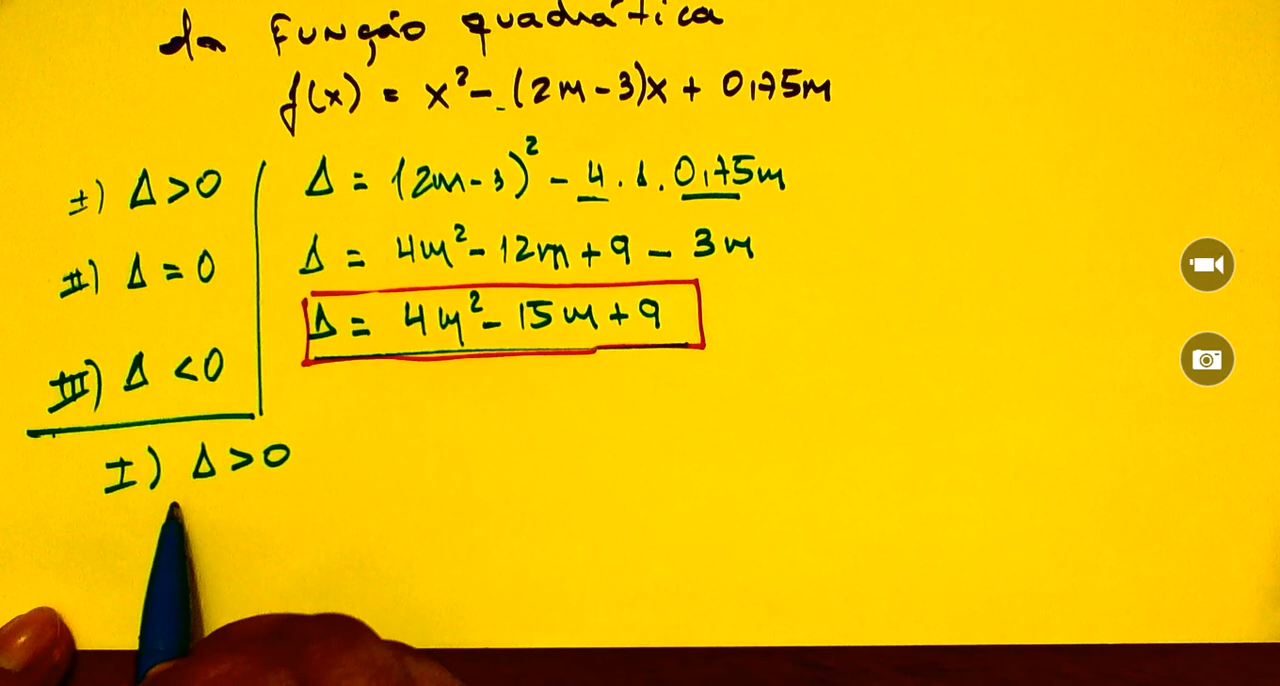 da Função quadrática
f(x) = x² - (2m-3)x + 0,75m
I) Δ>0
II) Δ=0
III) Δ<0
Δ = (2m-3)² - 4.1.0,75m
Δ = 4m² - 12m + 9 - 3m
Δ = 4m² - 15m + 9
I) Δ>0